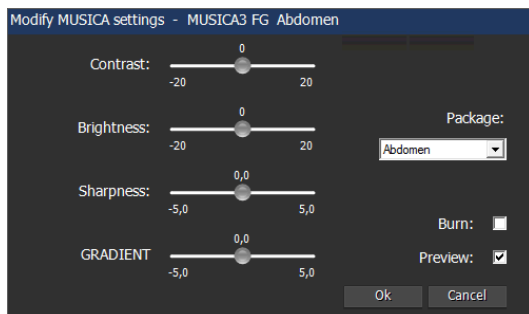 Modify MUSICA settings - MUSICA3 FG Abdomen
0
Contrast:
-20 20
0
Brightness:
-20 20
Package:
Abdomen
0,0
Sharpness:
-5,0 5,0
Burn:
0,0
GRADIENT
-5,0 5,0
Preview:
Ok Cancel